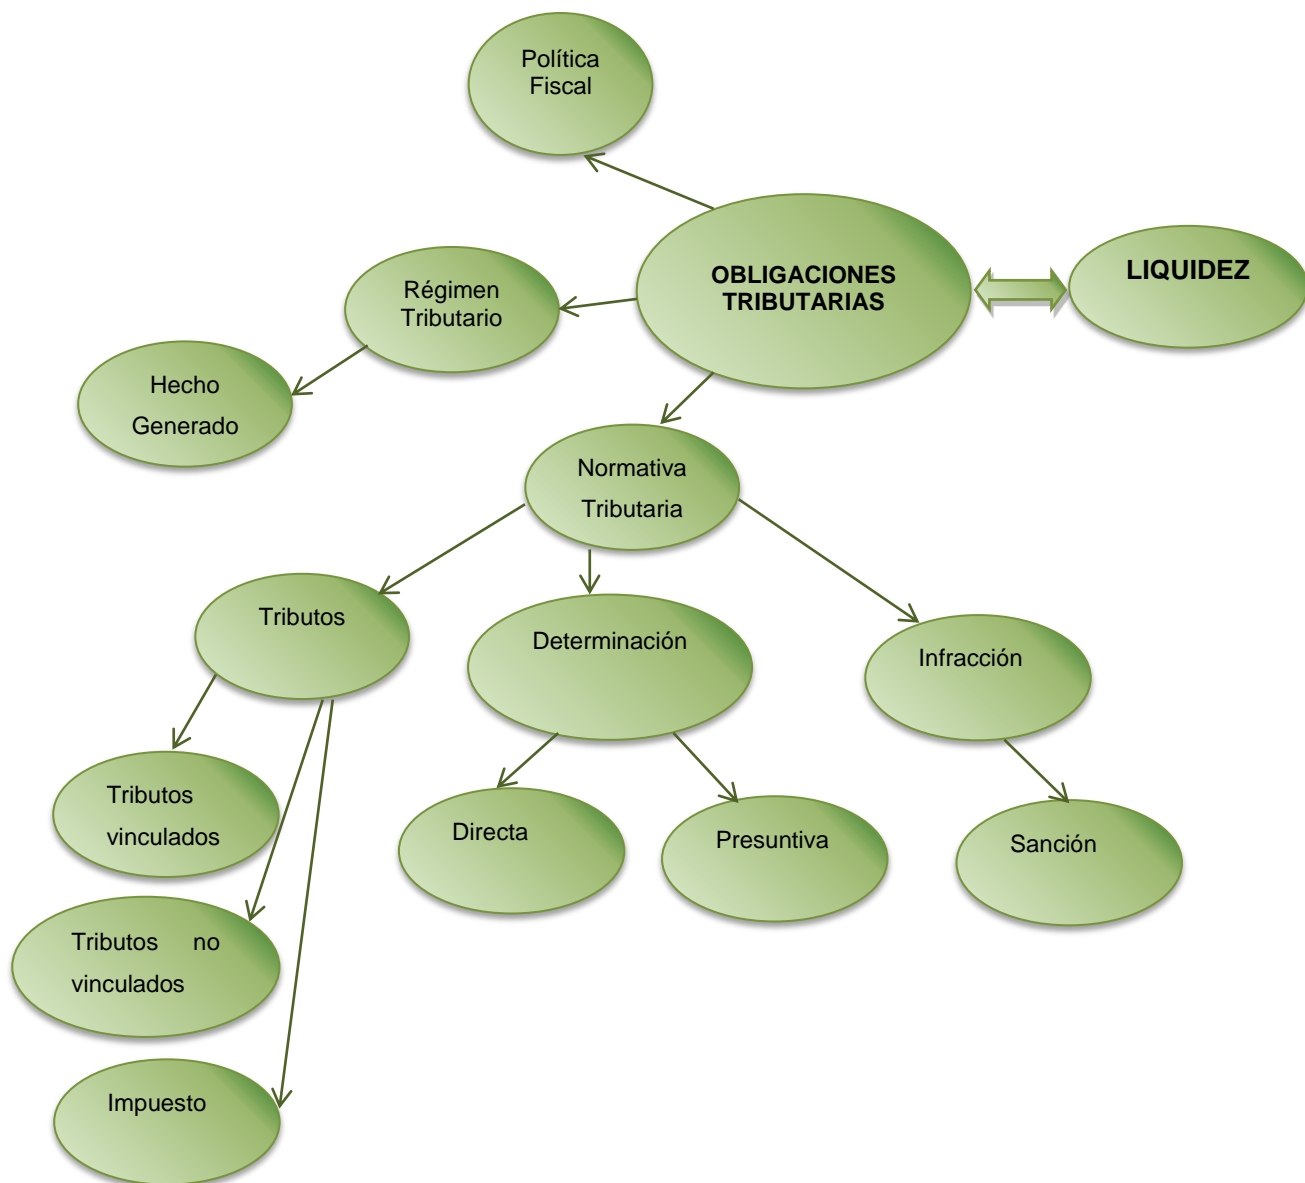 Política
Fiscal
OBLIGACIONES
TRIBUTARIAS
LIQUIDEZ
Régimen
Tributario
Hecho
Generado
Normativa
Tributaria
Tributos
Determinación
Infracción
Tributos
vinculados
Directa
Presuntiva
Sanción
Tributos no
vinculados
Impuesto